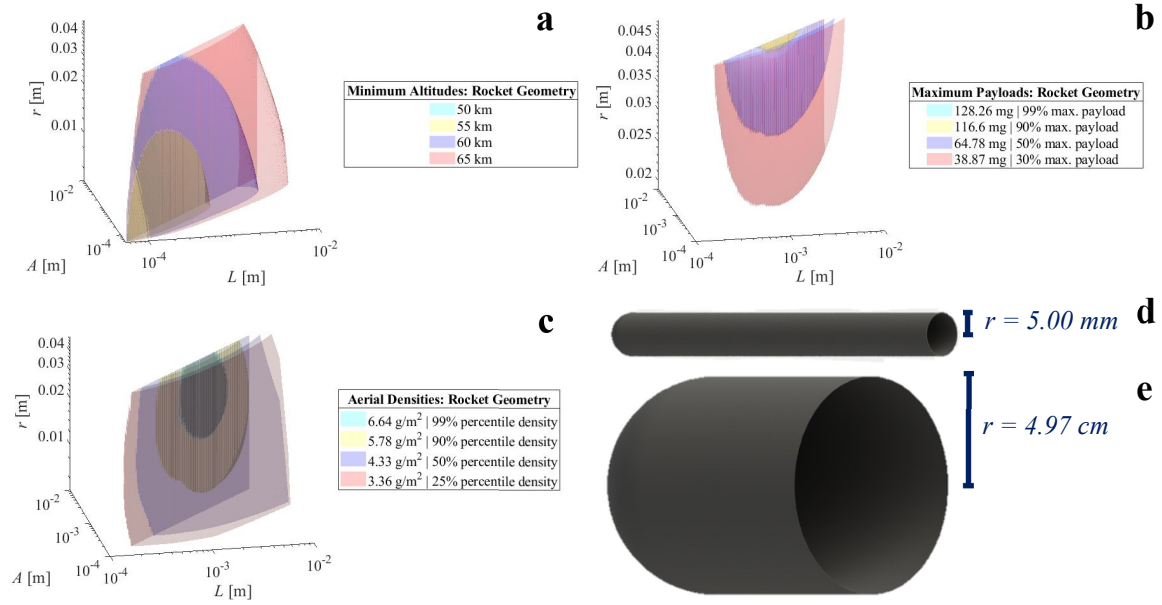 a
0.04
0.03
0.02
0.01
r [m]
10-2
10-4
A [m]
10-4
10-2
L [m]
Minimum Altitudes: Rocket Geometry
50 km
55 km
60 km
65 km
b
0.045
0.04
0.035
0.03
0.025
0.02
r [m]
10-2
10-3
10-4
A [m]
10-4
10-3
10-2
L [m]
Maximum Payloads: Rocket Geometry
128.26 mg | 99% max. payload
116.6 mg | 90% max. payload
64.78 mg | 50% max. payload
38.87 mg | 30% max. payload
c
0.04
0.03
0.02
0.01
r [m]
10-2
10-3
10-4
A [m]
10-4
10-3
10-2
L [m]
Aerial Densities: Rocket Geometry
6.64 g/m2 | 99% percentile density
5.78 g/m2 | 90% percentile density
4.33 g/m2 | 50% percentile density
3.36 g/m2 | 25% percentile density
d
r = 5.00 mm
e
r = 4.97 cm